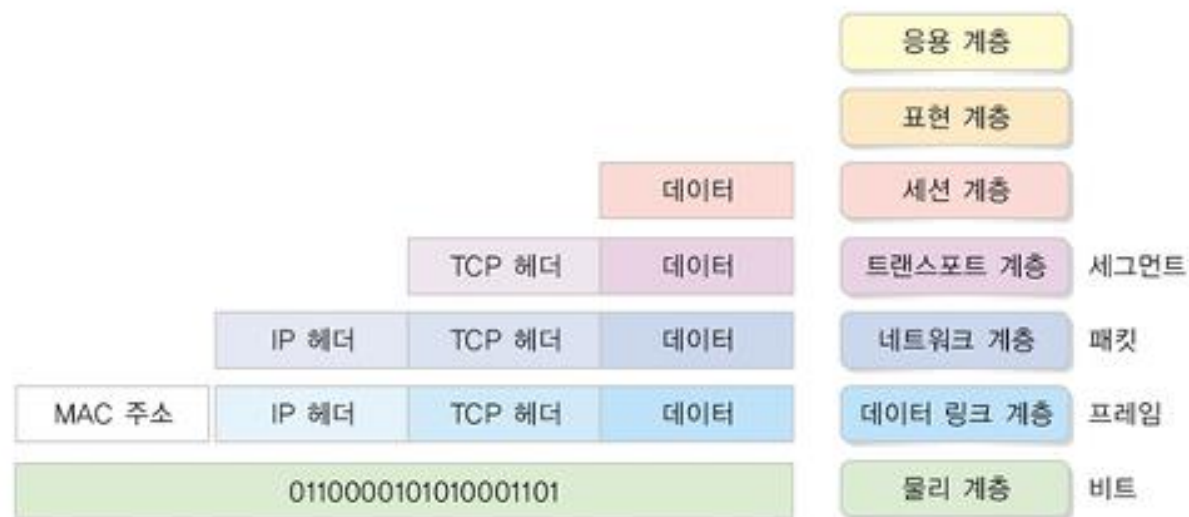 응용 계층
표현 계층
데이터 세션 계층
TCP 헤더 데이터 트랜스포트 계층 세그먼트
IP 헤더 TCP 헤더 데이터 네트워크 계층 패킷
MAC 주소 IP 헤더 TCP 헤더 데이터 데이터 링크 계층 프레임
0110000101010001101 물리 계층 비트